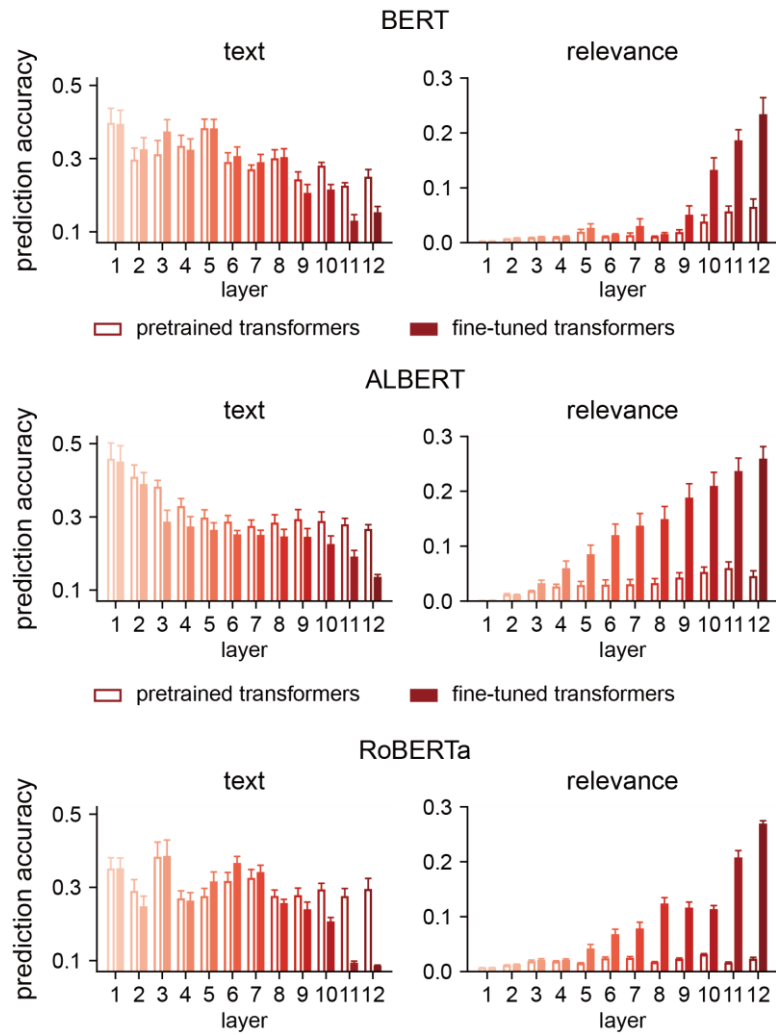 BERT
text
relevance
prediction accuracy
0.5
0.3
0.1
1 2 3 4 5 6 7 8 9 10 11 12
layer
0.3
0.2
0.1
0.0
1 2 3 4 5 6 7 8 9 10 11 12
layer
pretrained transformers
fine-tuned transformers
ALBERT
text
relevance
prediction accuracy
0.5
0.3
0.1
1 2 3 4 5 6 7 8 9 10 11 12
layer
0.3
0.2
0.1
0.0
1 2 3 4 5 6 7 8 9 10 11 12
layer
pretrained transformers
fine-tuned transformers
RoBERTa
text
relevance
prediction accuracy
0.5
0.3
0.1
1 2 3 4 5 6 7 8 9 10 11 12
layer
0.3
0.2
0.1
0.0
1 2 3 4 5 6 7 8 9 10 11 12
layer